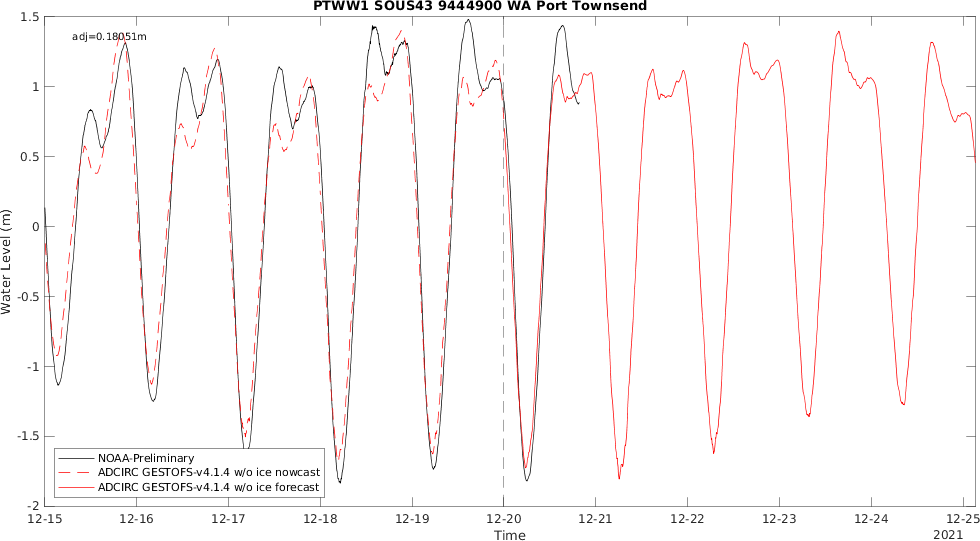 PTWW1 SOUS43 9444900 WA Port Townsend
adj=0.18051m
1.5
1
0.5
0
-0.5
-1
-1.5
-2
Water Level (m)
NOAA-Preliminary
ADCIRC GESTOFS-v4.1.4 w/o ice nowcast
ADCIRC GESTOFS-v4.1.4 w/o ice forecast
12-15 12-16 12-17 12-18 12-19 12-20 12-21 12-22 12-23 12-24 12-25
Time
2021